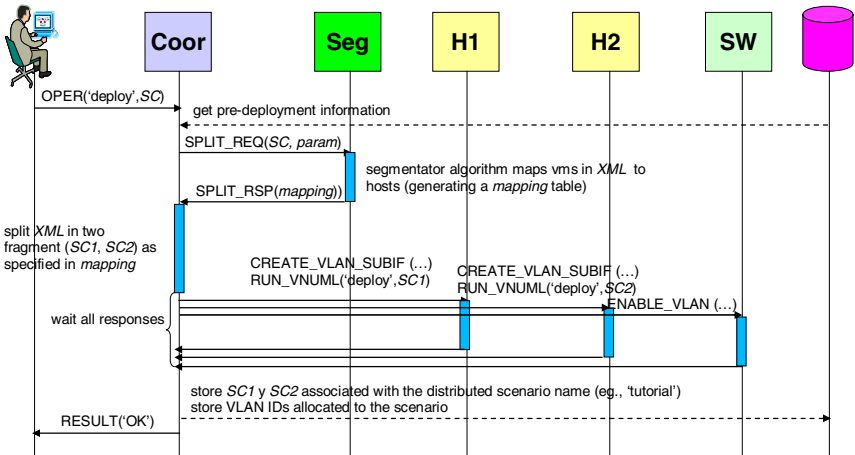 Coor
Seg
H1
H2
SW
OPER(‘deploy’,SC)
get pre-deployment information
SPLIT_REQ(SC, param)
segmentator algorithm maps vms in XML to
hosts (generating a mapping table)
SPLIT_RSP(mapping))
split XML in two
fragment (SC1, SC2) as
specified in mapping
CREATE_VLAN_SUBIF (…)
RUN_VNUML(‘deploy’,SC1)
CREATE_VLAN_SUBIF (…)
RUN_VNUML(‘deploy’,SC2)
ENABLE_VLAN (…)
wait all responses
store SC1 y SC2 associated with the distributed scenario name (eg., ‘tutorial’)
store VLAN IDs allocated to the scenario
RESULT(‘OK’)